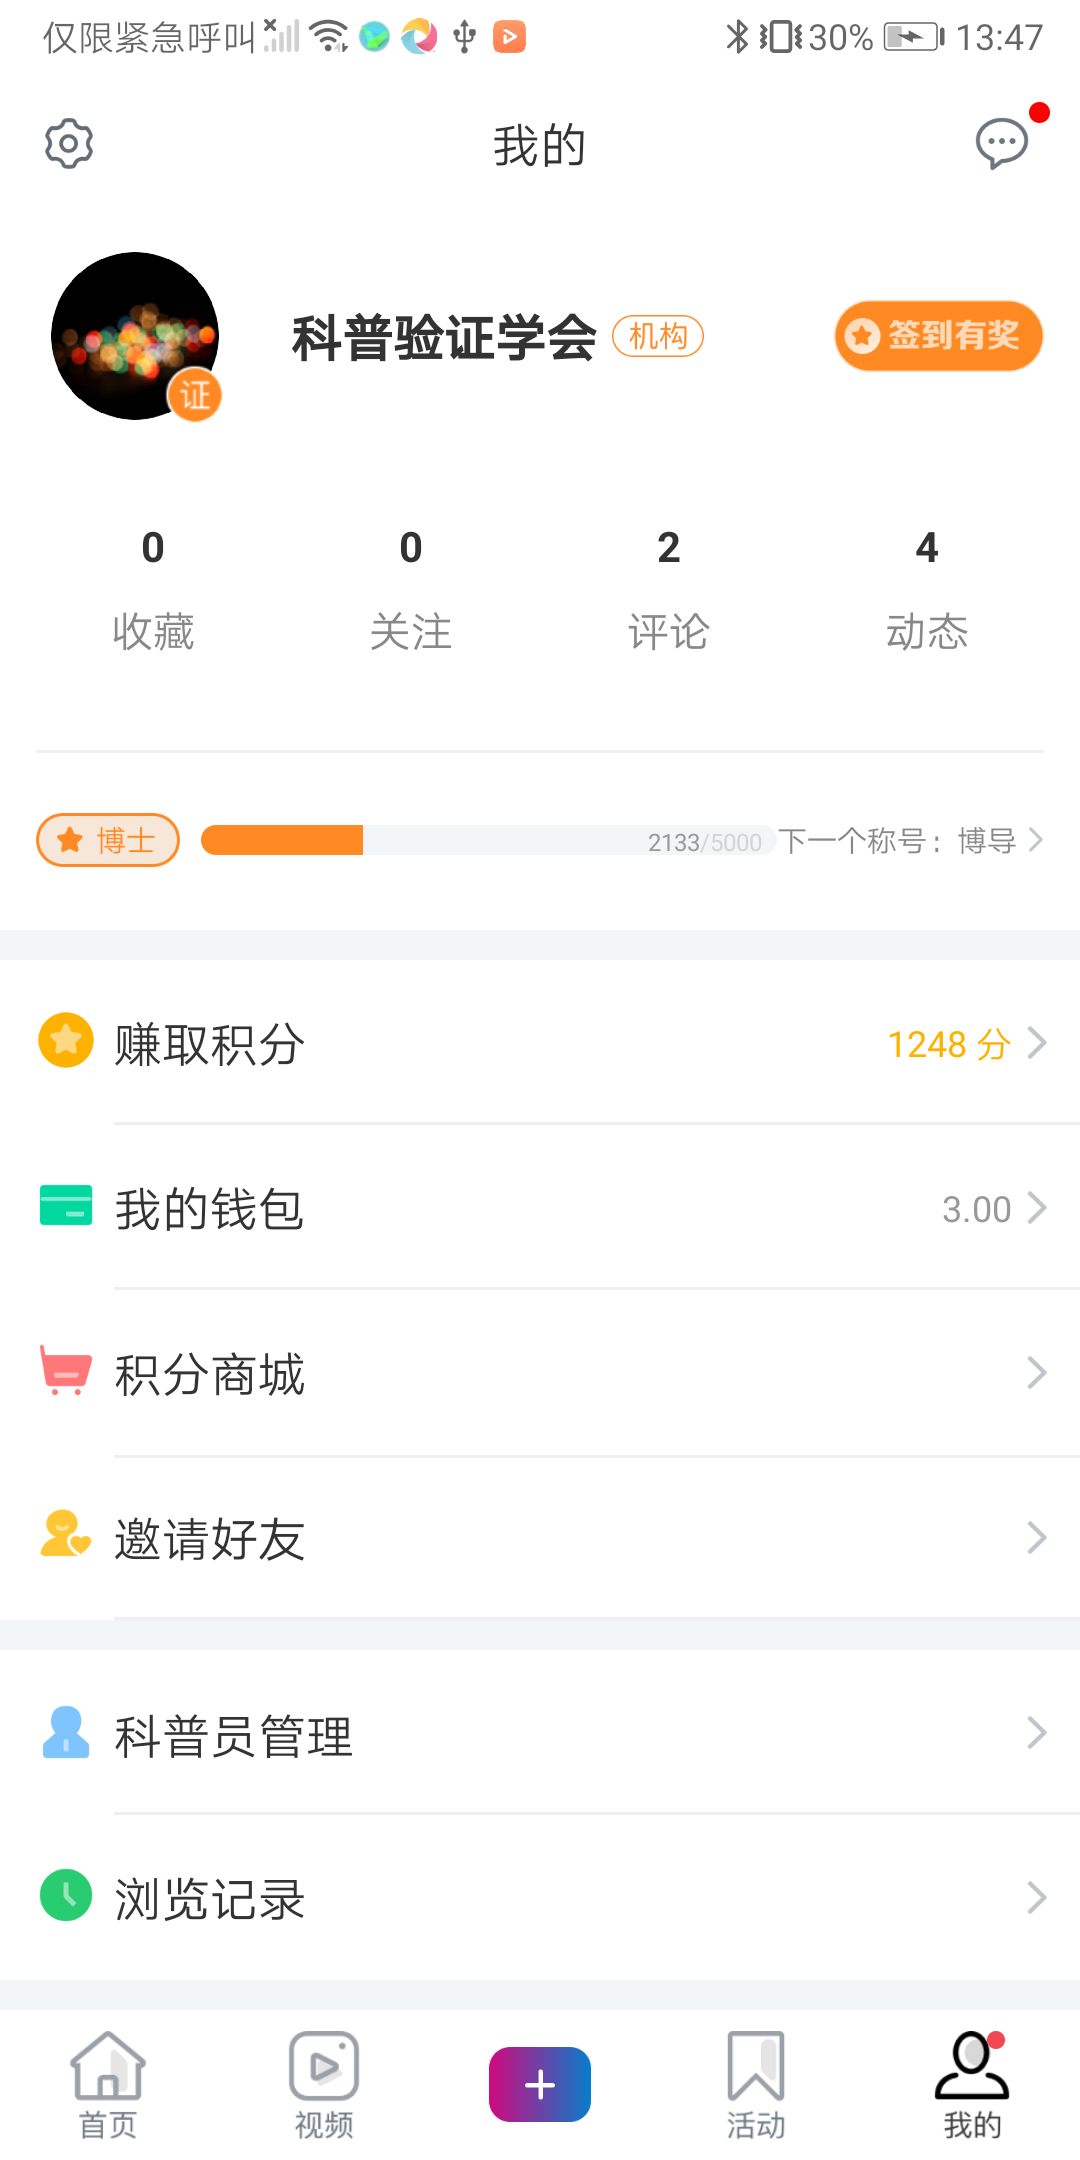 仅限紧急呼叫 30% 13:47
我的
科普验证学会 机构 签到有奖
证
0 0 2 4
收藏 关注 评论 动态
博士 2133/5000 下一个称号：博导
赚取积分 1248 分
我的钱包 3.00
积分商城
邀请好友
科普员管理
浏览记录
首页 视频 活动 我的